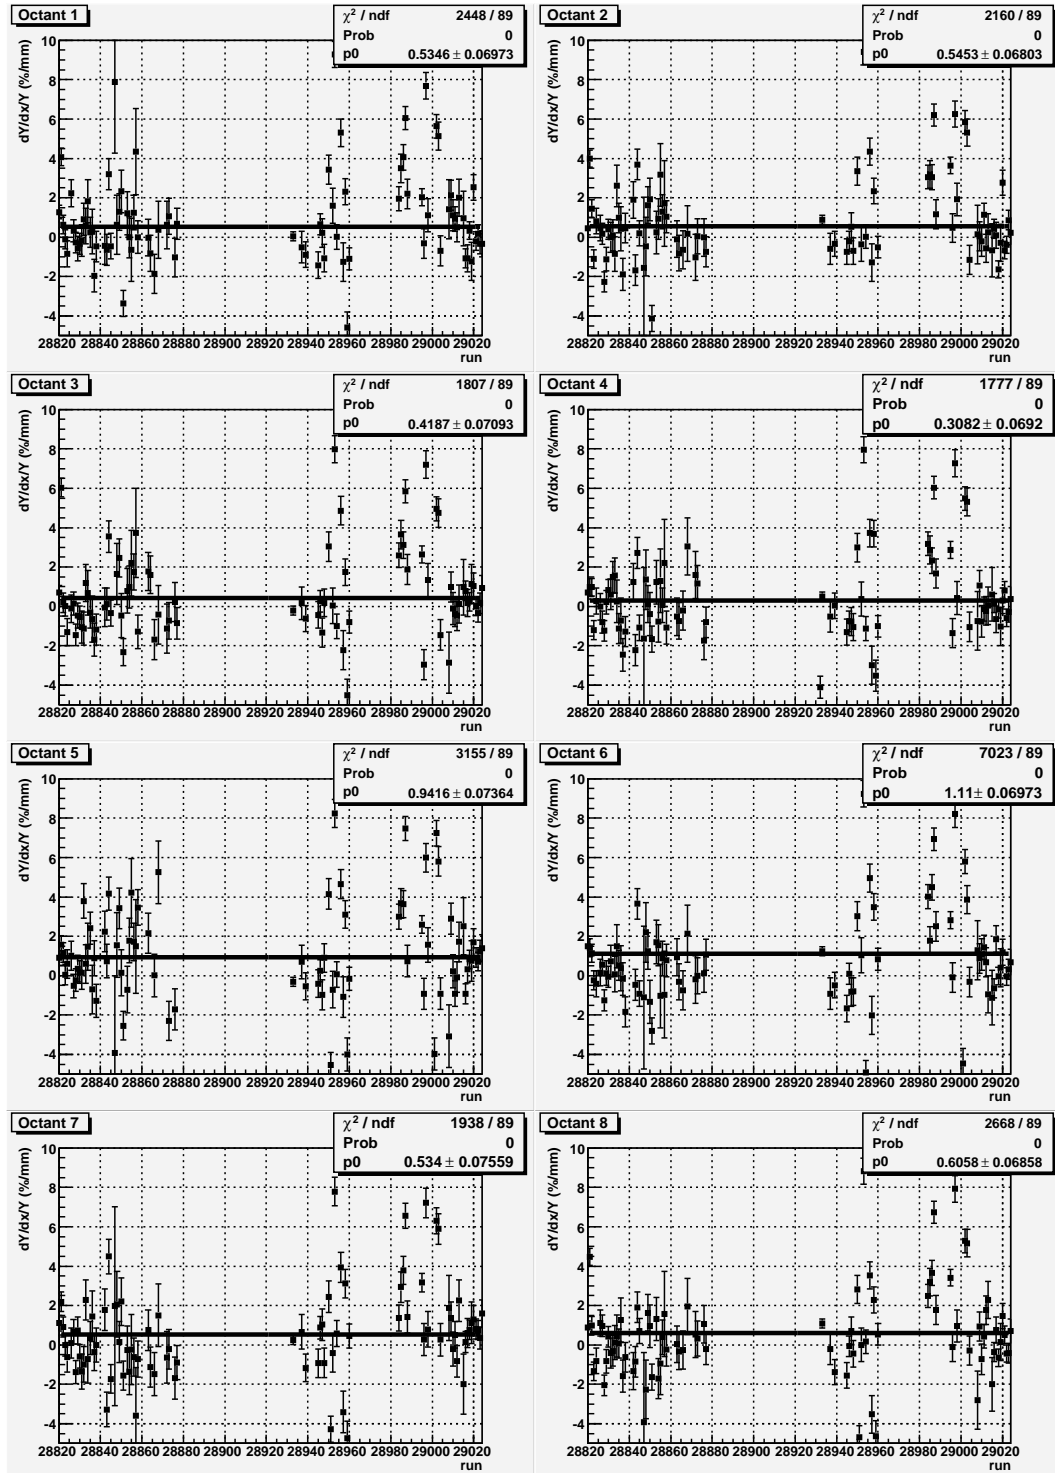 Octant 1
χ² / ndf 2448 / 89
Prob 0
p0 0.5346 ± 0.06973
dY/dx/Y (%/mm)
10
8
6
4
2
0
-2
-4
28820 28840 28860 28880 28900 28920 28940 28960 28980 29000 29020
run
Octant 2
χ² / ndf 2160 / 89
Prob 0
p0 0.5453 ± 0.06803
dY/dx/Y (%/mm)
10
8
6
4
2
0
-2
-4
28820 28840 28860 28880 28900 28920 28940 28960 28980 29000 29020
run
Octant 3
χ² / ndf 1807 / 89
Prob 0
p0 0.4187 ± 0.07093
dY/dx/Y (%/mm)
10
8
6
4
2
0
-2
-4
28820 28840 28860 28880 28900 28920 28940 28960 28980 29000 29020
run
Octant 4
χ² / ndf 1777 / 89
Prob 0
p0 0.3082 ± 0.0692
dY/dx/Y (%/mm)
10
8
6
4
2
0
-2
-4
28820 28840 28860 28880 28900 28920 28940 28960 28980 29000 29020
run
Octant 5
χ² / ndf 3155 / 89
Prob 0
p0 0.9416 ± 0.07364
dY/dx/Y (%/mm)
10
8
6
4
2
0
-2
-4
28820 28840 28860 28880 28900 28920 28940 28960 28980 29000 29020
run
Octant 6
χ² / ndf 7023 / 89
Prob 0
p0 1.11 ± 0.06973
dY/dx/Y (%/mm)
10
8
6
4
2
0
-2
-4
28820 28840 28860 28880 28900 28920 28940 28960 28980 29000 29020
run
Octant 7
χ² / ndf 1938 / 89
Prob 0
p0 0.534 ± 0.07559
dY/dx/Y (%/mm)
10
8
6
4
2
0
-2
-4
28820 28840 28860 28880 28900 28920 28940 28960 28980 29000 29020
run
Octant 8
χ² / ndf 2668 / 89
Prob 0
p0 0.6058 ± 0.06858
dY/dx/Y (%/mm)
10
8
6
4
2
0
-2
-4
28820 28840 28860 28880 28900 28920 28940 28960 28980 29000 29020
run